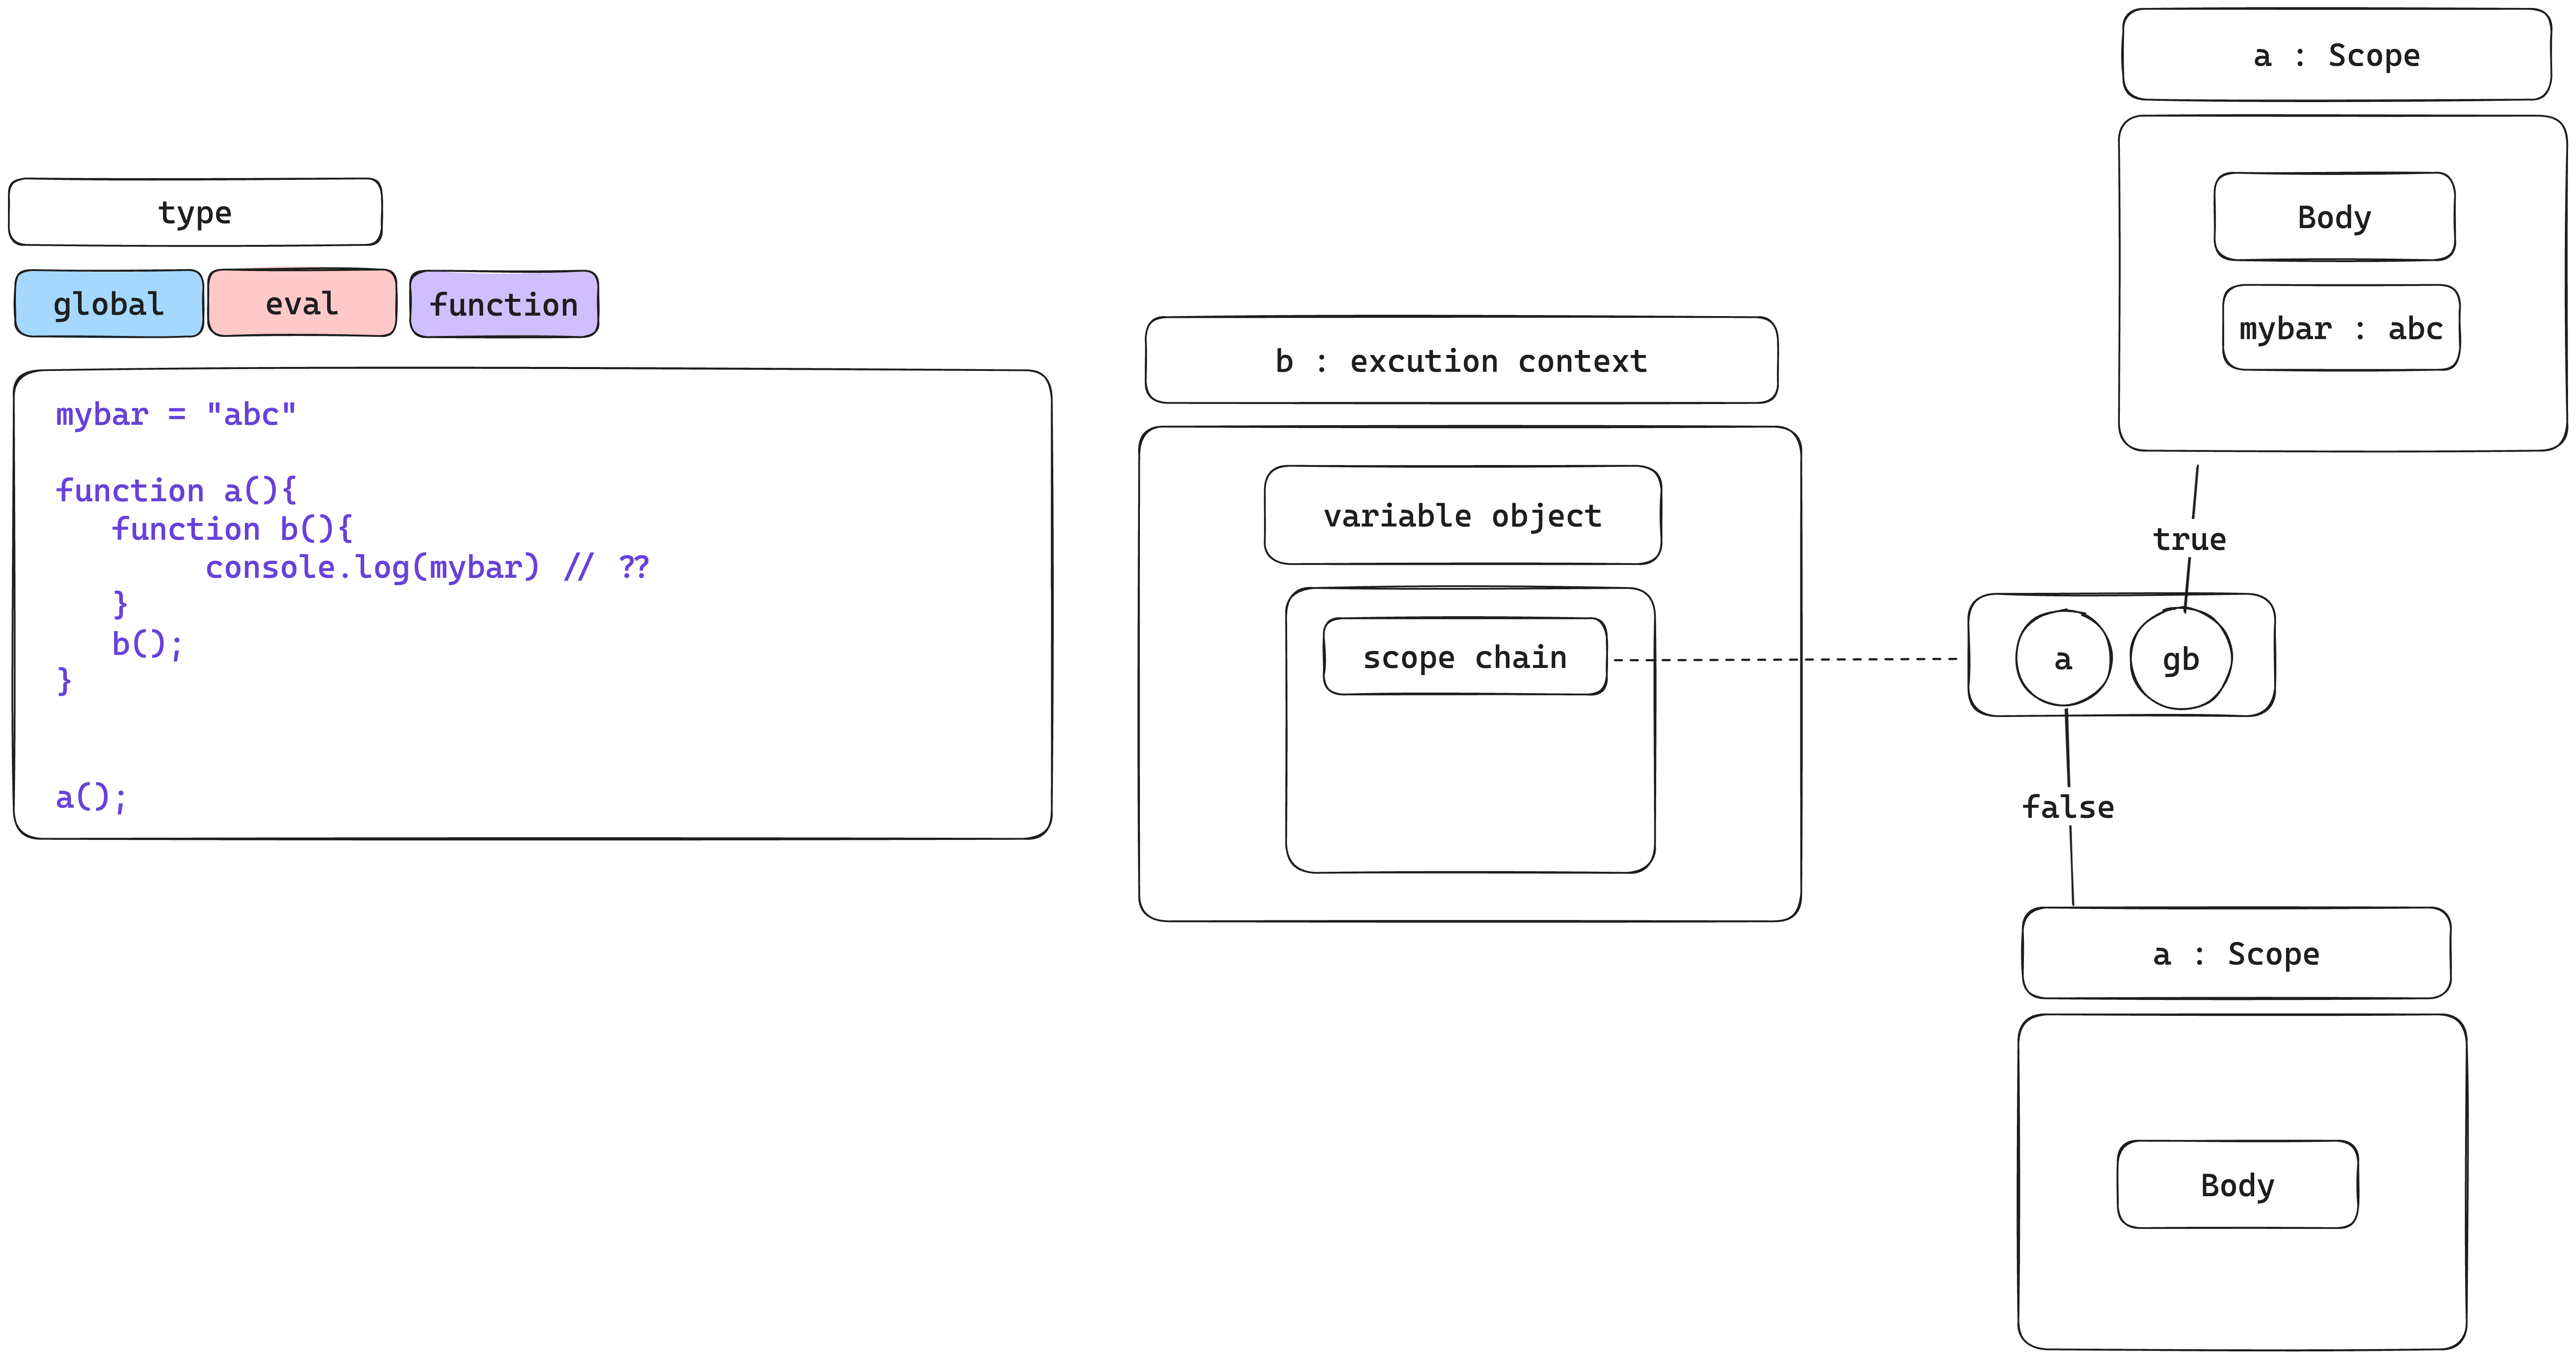 type
global
eval
function
mybar = "abc"
function a(){
function b(){
console.log(mybar) // ??
}
b();
}
a();
b : excution context
variable object
scope chain
a : Scope
Body
mybar : abc
true
a
gb
false
a : Scope
Body